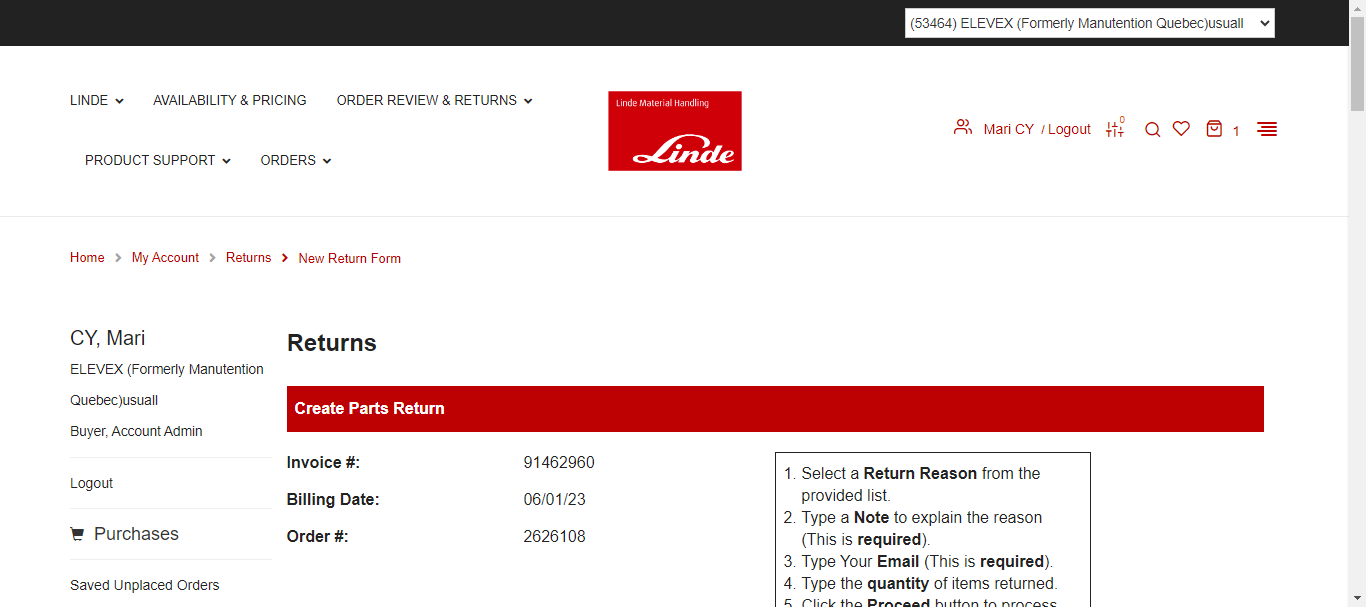 (53464) ELEVEX (Formerly Manutention Quebec)usuall
LINDE
AVAILABILITY & PRICING
ORDER REVIEW & RETURNS
PRODUCT SUPPORT
ORDERS
Linde Material Handling
Linde
Mari CY / Logout
0
1
Home
My Account
Returns
New Return Form
CY, Mari
ELEVEX (Formerly Manutention
Quebec)usuall
Buyer, Account Admin
Logout
Purchases
Saved Unplaced Orders
Returns
Create Parts Return
Invoice #: 91462960
Billing Date: 06/01/23
Order #: 2626108
1. Select a Return Reason from the
provided list.
2. Type a Note to explain the reason
(This is required).
3. Type Your Email (This is required).
4. Type the quantity of items returned.
5. Click the Proceed button to process